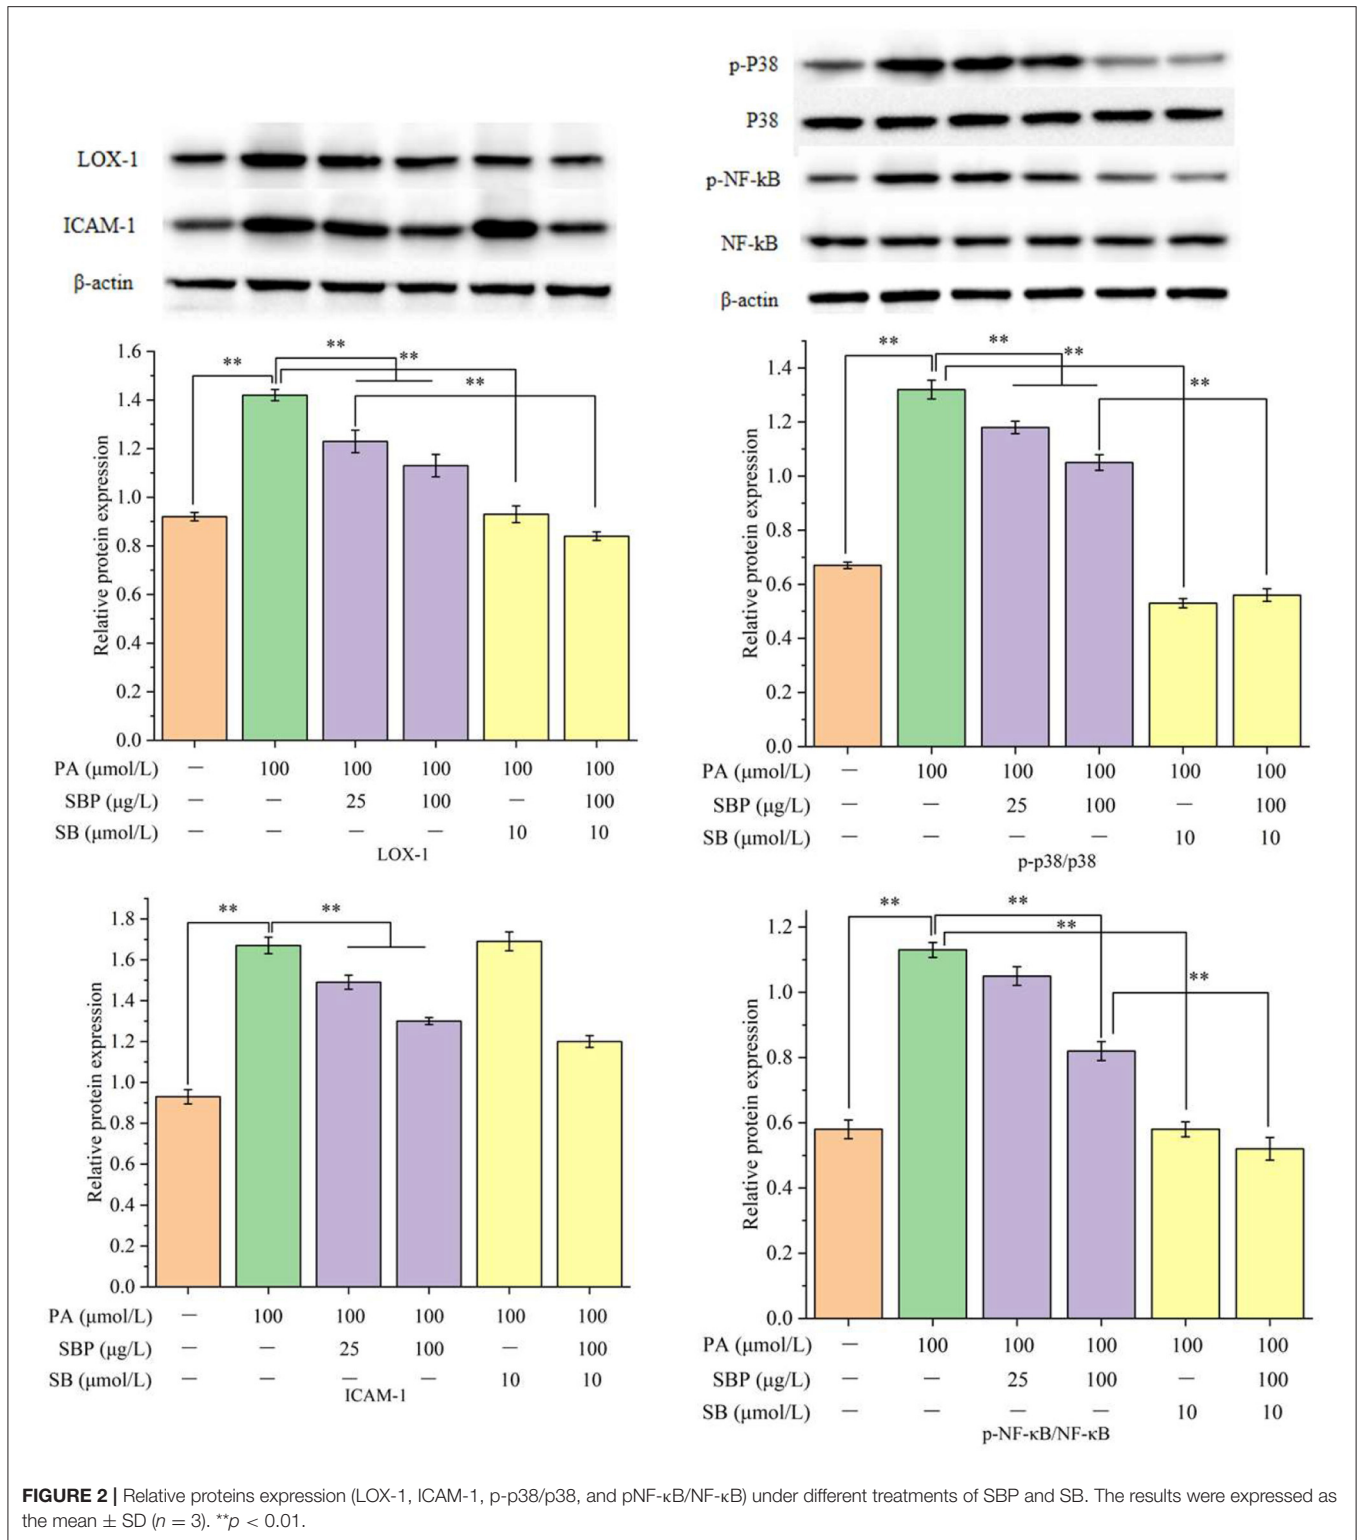 LOX-1
ICAM-1
β-actin
p-P38
P38
p-NF-kB
NF-kB
β-actin
Relative protein expression
1.6
1.4
1.2
1.0
0.8
0.6
0.4
0.2
0.0
** ** ** **
PA (μmol/L) — 100 100 100 100 100
SBP (μg/L) — — 25 100 — 100
SB (μmol/L) — — — — 10 10
LOX-1
Relative protein expression
1.4
1.2
1.0
0.8
0.6
0.4
0.2
0.0
** ** ** **
PA (μmol/L) — 100 100 100 100 100
SBP (μg/L) — — 25 100 — 100
SB (μmol/L) — — — — 10 10
p-p38/p38
Relative protein expression
1.8
1.6
1.4
1.2
1.0
0.8
0.6
0.4
0.2
0.0
** **
PA (μmol/L) — 100 100 100 100 100
SBP (μg/L) — — 25 100 — 100
SB (μmol/L) — — — — 10 10
ICAM-1
Relative protein expression
1.2
1.0
0.8
0.6
0.4
0.2
0.0
** ** ** **
PA (μmol/L) — 100 100 100 100 100
SBP (μg/L) — — 25 100 — 100
SB (μmol/L) — — — — 10 10
p-NF-κB/NF-κB
FIGURE 2 | Relative proteins expression (LOX-1, ICAM-1, p-p38/p38, and pNF-κB/NF-κB) under different treatments of SBP and SB. The results were expressed as
the mean ± SD (n = 3). **p < 0.01.